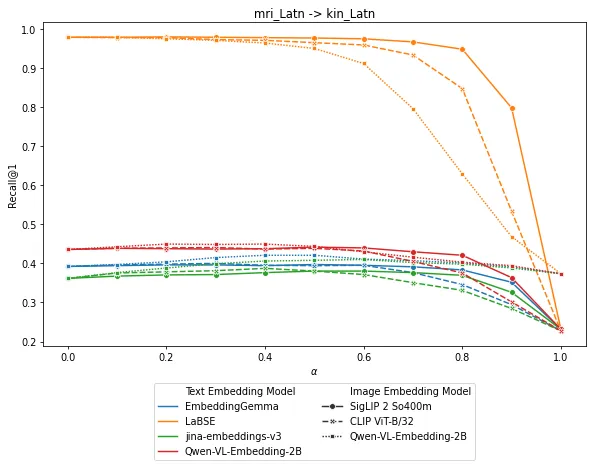 mri_Latn -> kin_Latn
1.0
0.9
0.8
0.7
0.6
0.5
0.4
0.3
0.2
Recall@1
0.0 0.2 0.4 0.6 0.8 1.0
α
Text Embedding Model Image Embedding Model
EmbeddingGemma SigLIP 2 So400m
LaBSE CLIP ViT-B/32
jina-embeddings-v3 Qwen-VL-Embedding-2B
Qwen-VL-Embedding-2B